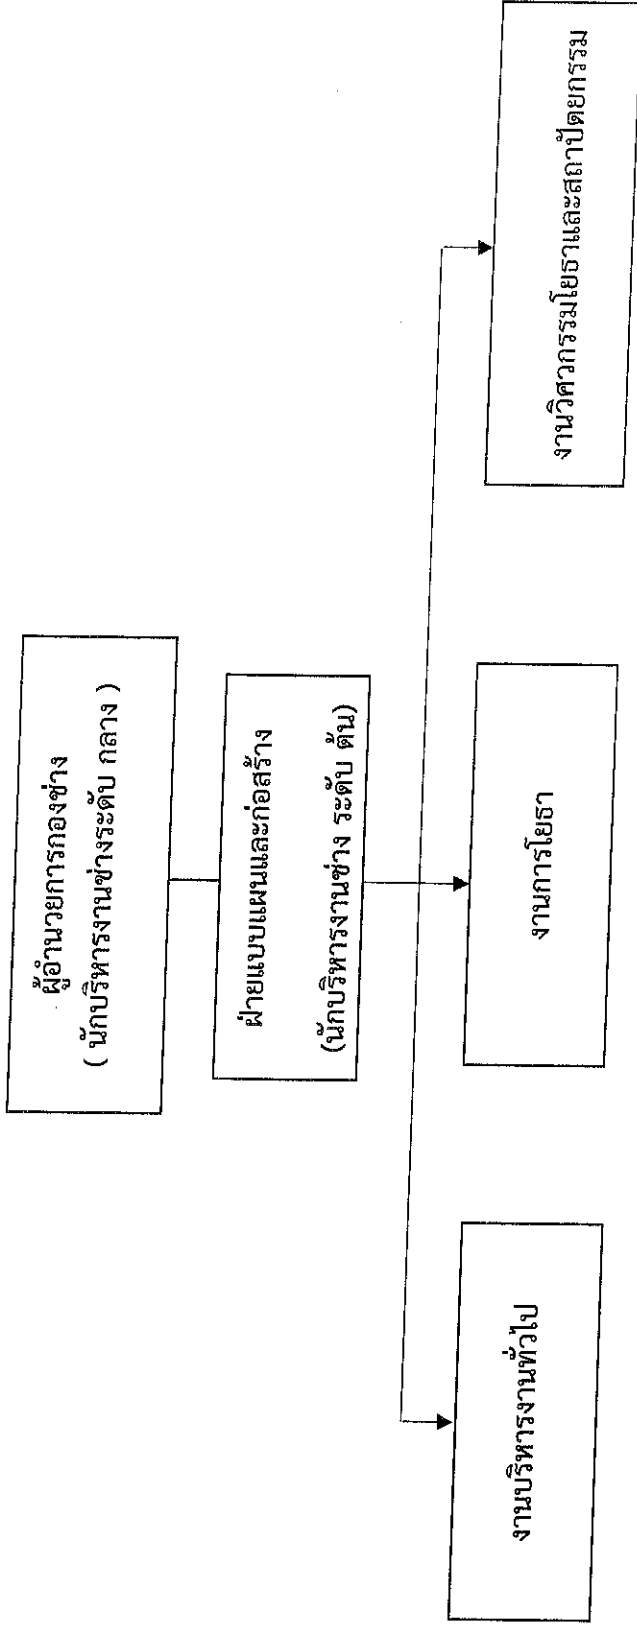 ผู้อำนวยการกองช่าง
( นักบริหารงานช่างระดับ กลาง )
ฝ่ายแบบแผนและก่อสร้าง
(นักบริหารงานช่าง ระดับ ต้น)
งานบริหารงานทั่วไป
งานการโยธา
งานวิศวกรรมโยธาและสถาปัตยกรรม